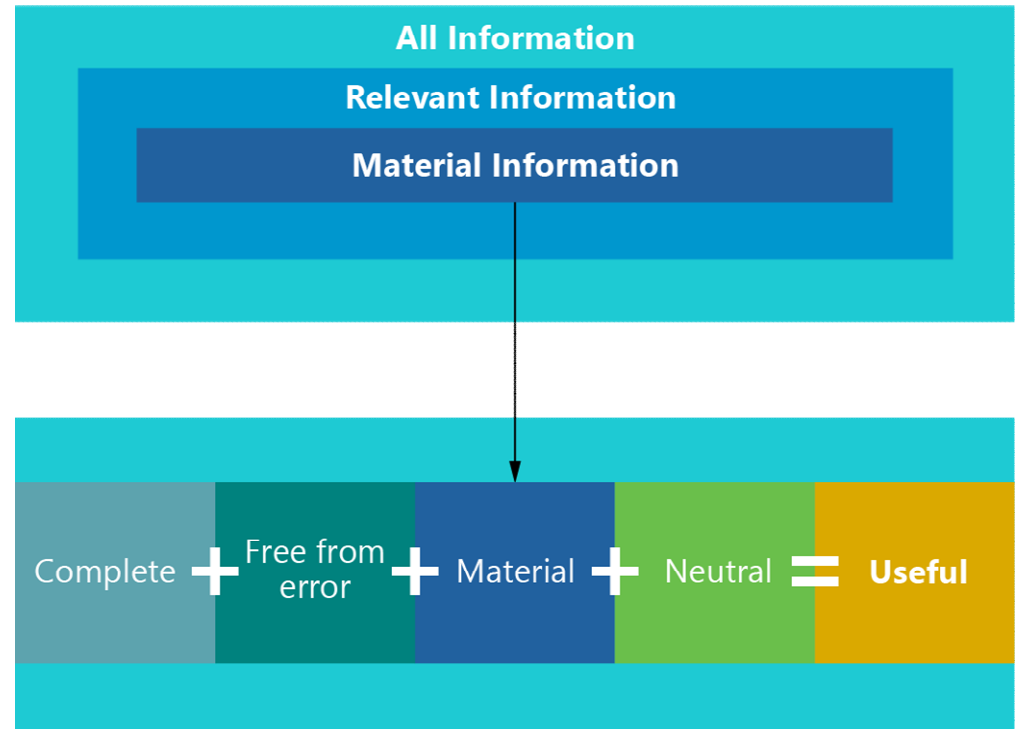 All Information
Relevant Information
Material Information
Complete + Free from error + Material + Neutral = Useful